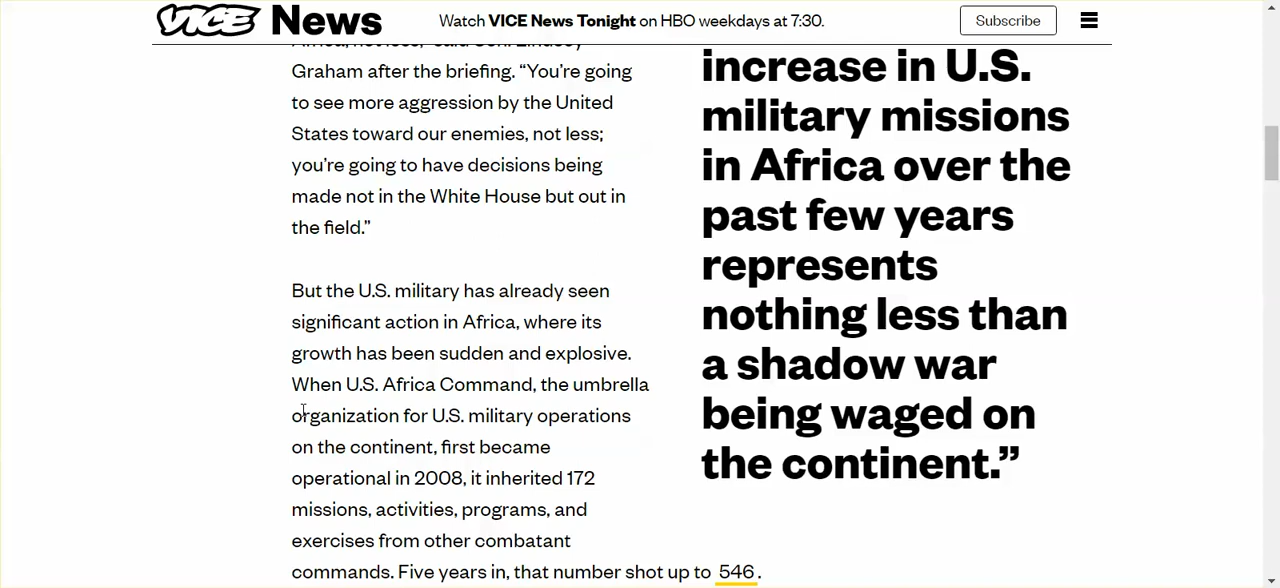 VICE News
Watch VICE News Tonight on HBO weekdays at 7:30.
Subscribe
Graham after the briefing. “You’re going
to see more aggression by the United
States toward our enemies, not less;
you’re going to have decisions being
made not in the White House but out in
the field.”
But the U.S. military has already seen
significant action in Africa, where its
growth has been sudden and explosive.
When U.S. Africa Command, the umbrella
organization for U.S. military operations
on the continent, first became
operational in 2008, it inherited 172
missions, activities, programs, and
exercises from other combatant
commands. Five years in, that number shot up to 546.
increase in U.S.
military missions
in Africa over the
past few years
represents
nothing less than
a shadow war
being waged on
the continent.”